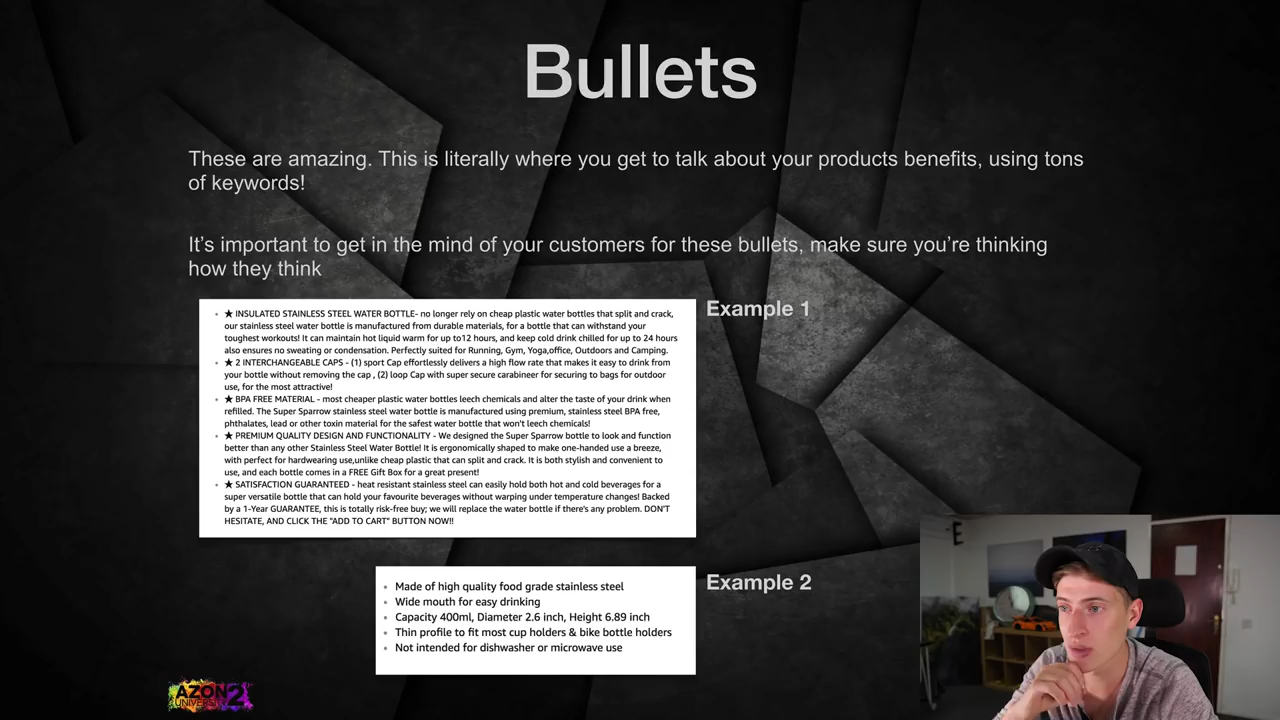 Bullets
These are amazing. This is literally where you get to talk about your products benefits, using tons
of keywords!
It's important to get in the mind of your customers for these bullets, make sure you're thinking
how they think
Example 1
• ★ INSULATED STAINLESS STEEL WATER BOTTLE- no longer rely on cheap plastic water bottles that split and crack,
our stainless steel water bottle is manufactured from durable materials, for a bottle that can withstand your
toughest workouts! It can maintain hot liquid warm for up to12 hours, and keep cold drink chilled for up to 24 hours
also ensures no sweating or condensation. Perfectly suited for Running, Gym, Yoga,office, Outdoors and Camping.
• ★ 2 INTERCHANGEABLE CAPS - (1) sport Cap effortlessly delivers a high flow rate that makes it easy to drink from
your bottle without removing the cap , (2) loop Cap with super secure carabineer for securing to bags for outdoor
use, for the most attractive!
• ★ BPA FREE MATERIAL - most cheaper plastic water bottles leech chemicals and alter the taste of your drink when
refilled. The Super Sparrow stainless steel water bottle is manufactured using premium, stainless steel BPA free,
phthalates, lead or other toxin material for the safest water bottle that won't leech chemicals!
• ★ PREMIUM QUALITY DESIGN AND FUNCTIONALITY - We designed the Super Sparrow bottle to look and function
better than any other Stainless Steel Water Bottle! It is ergonomically shaped to make one-handed use a breeze,
with perfect for hardwearing use,unlike cheap plastic that can split and crack. It is both stylish and convenient to
use, and each bottle comes in a FREE Gift Box for a great present!
• ★ SATISFACTION GUARANTEED - heat resistant stainless steel can easily hold both hot and cold beverages for a
super versatile bottle that can hold your favourite beverages without warping under temperature changes! Backed
by a 1-Year GUARANTEE, this is totally risk-free buy; we will replace the water bottle if there's any problem. DON'T
HESITATE, AND CLICK THE "ADD TO CART" BUTTON NOW!!
Example 2
• Made of high quality food grade stainless steel
• Wide mouth for easy drinking
• Capacity 400ml, Diameter 2.6 inch, Height 6.89 inch
• Thin profile to fit most cup holders & bike bottle holders
• Not intended for dishwasher or microwave use
AZON 2
UNIVERSITY